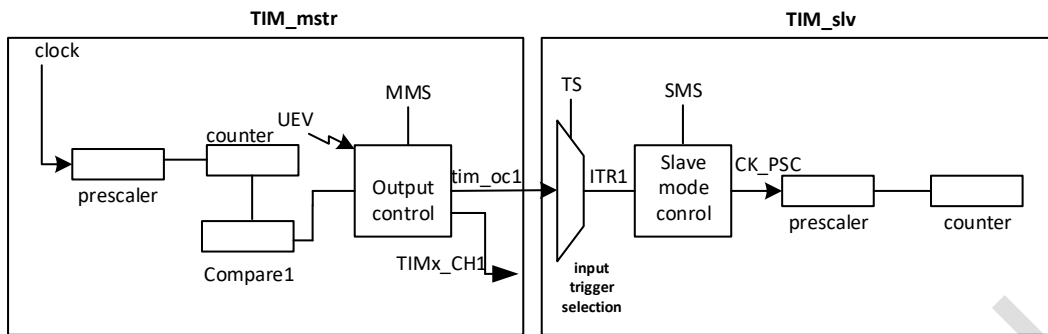 TIM_mstr
TIM_slv
clock
UEV
MMS
TS
SMS
counter
prescaler
Compare1
Output
control
tim_oc1
TIMx_CH1
ITR1
Slave
mode
conrol
CK_PSC
prescaler
counter
input
trigger
selection